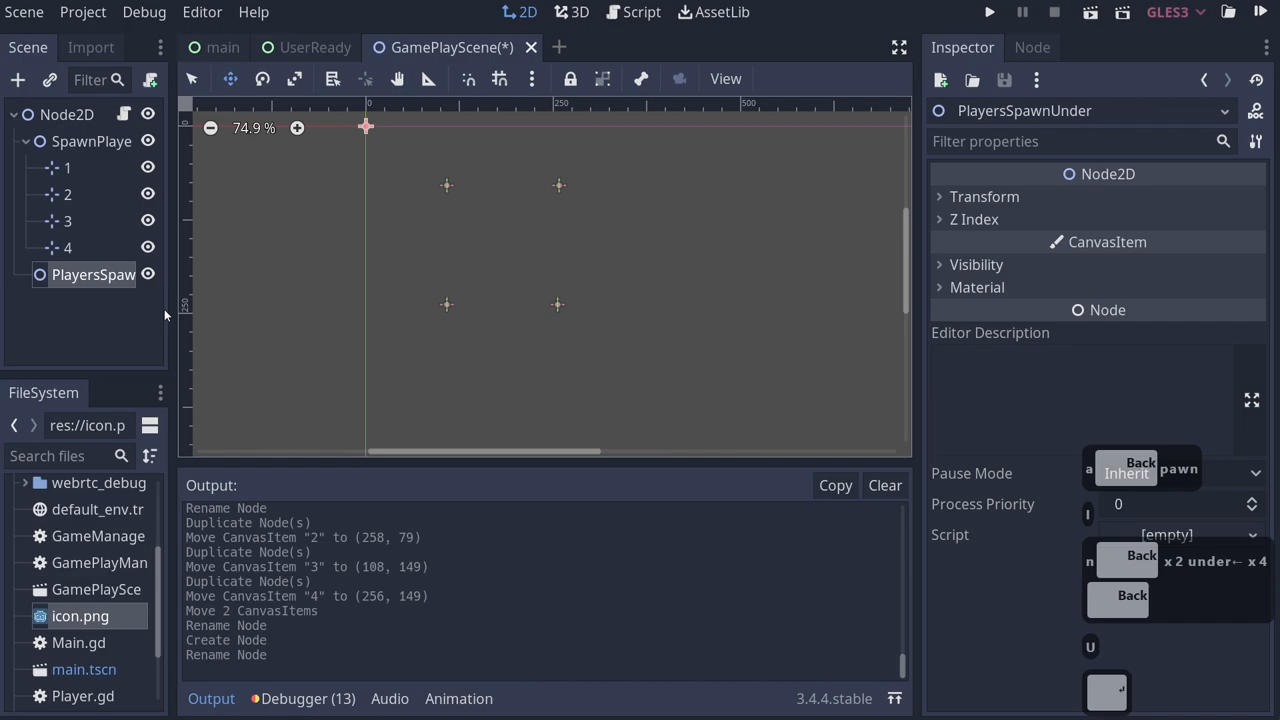 Scene Project Debug Editor Help 2D 3D Script AssetLib GLES3
Scene Import main UserReady GamePlayScene(*) Inspector Node
Filter View
Node2D
SpawnPlaye
1
2
3
4
PlayersSpaw
74.9 %
0 250 500
0
250
PlayersSpawnUnder
Filter properties
Node2D
Transform
Z Index
CanvasItem
Visibility
Material
Node
Editor Description
Pause Mode Inherit
Process Priority 0
Script [empty]
a Back pawn
I
n Back x 2 under← x 4
Back
U
FileSystem
res://icon.p
Search files
webrtc_debug
default_env.tr
GameManage
GamePlayMan
GamePlaySce
icon.png
Main.gd
main.tscn
Player.gd
Output: Copy Clear
Rename Node
Duplicate Node(s)
Move CanvasItem "2" to (258, 79)
Duplicate Node(s)
Move CanvasItem "3" to (108, 149)
Duplicate Node(s)
Move CanvasItem "4" to (256, 149)
Move 2 CanvasItems
Rename Node
Create Node
Rename Node
Output Debugger (13) Audio Animation 3.4.4.stable